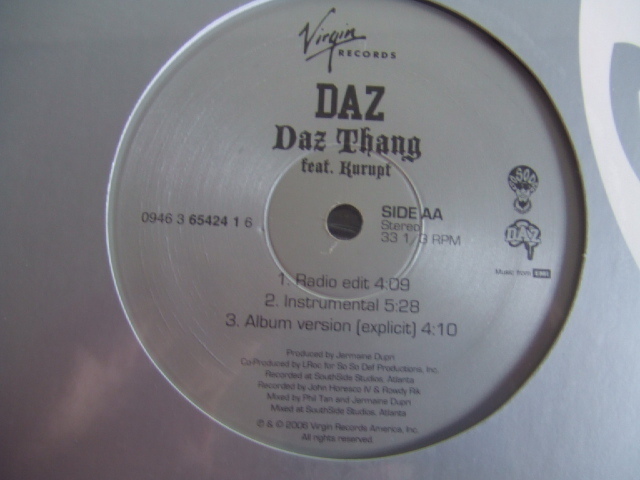 Virgin
RECORDS
DAZ
Daz Thang
feat. Kurupt
0946 3 65424 1 6
SIDE AA
Stereo
33 1/3 RPM
DAZ
Music from EMI
1. Radio edit 4:09
2. Instrumental 5:28
3. Album version (explicit) 4:10
Produced by Jermaine Dupri
Co-Produced by LRoc for So So Def Productions, Inc.
Recorded at SouthSide Studios, Atlanta
Recorded by John Horesco IV & Rowdy Rik
Mixed by Phil Tan and Jermaine Dupri
Mixed at SouthSide Studios, Atlanta
℗ & © 2006 Virgin Records America, Inc.
All rights reserved